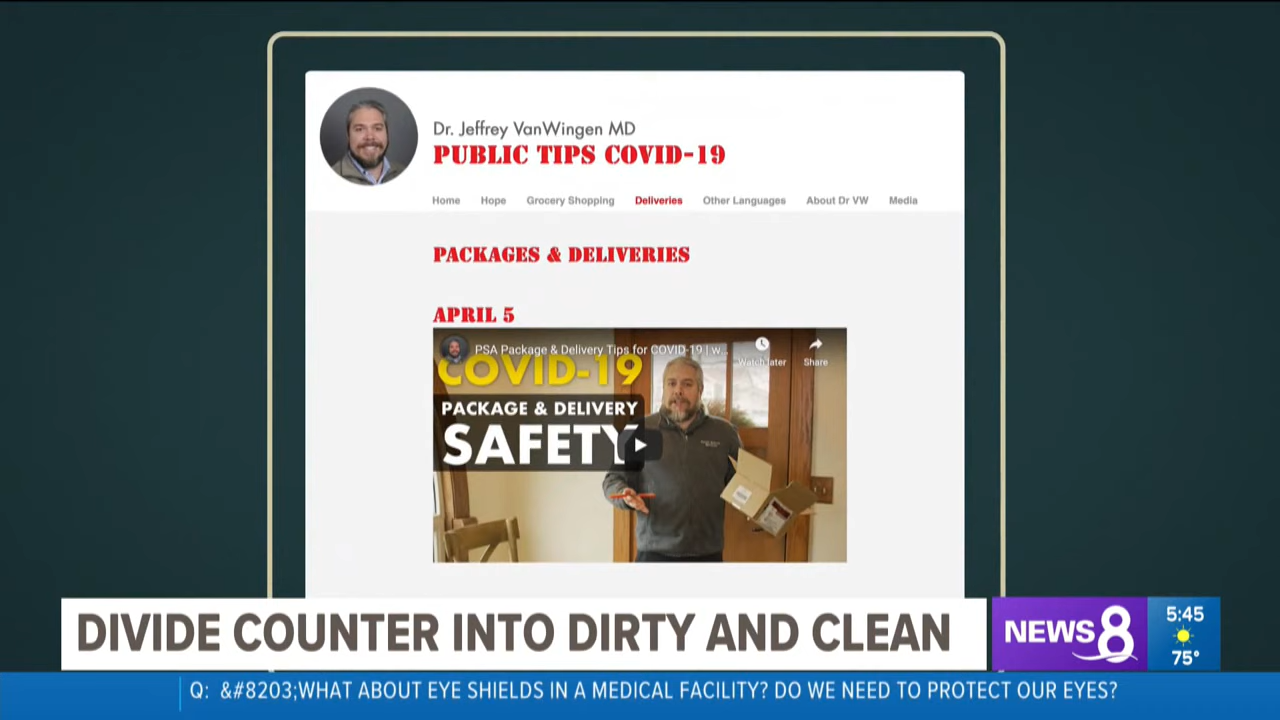 Dr. Jeffrey VanWingen MD
PUBLIC TIPS COVID-19
Home Hope Grocery Shopping Deliveries Other Languages About Dr VW Media
PACKAGES & DELIVERIES
APRIL 5
PSA Package & Delivery Tips for COVID-19 | w...
Watch later
Share
COVID-19
PACKAGE & DELIVERY
SAFETY
DIVIDE COUNTER INTO DIRTY AND CLEAN
NEWS 8
5:45
75°
Q: &#8203;WHAT ABOUT EYE SHIELDS IN A MEDICAL FACILITY? DO WE NEED TO PROTECT OUR EYES?